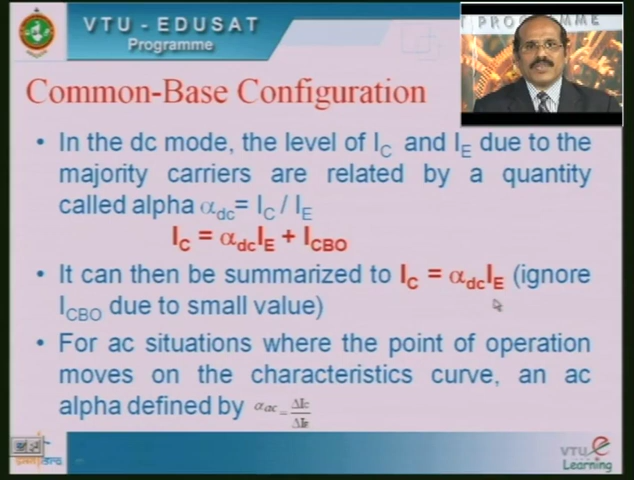 VTU - EDUSAT
Programme
T PROGRAMME
Common-Base Configuration
• In the dc mode, the level of IC and IE due to the
majority carriers are related by a quantity
called alpha αdc= IC / IE
IC = αdcIE + ICBO
• It can then be summarized to IC = αdcIE (ignore
ICBO due to small value)
• For ac situations where the point of operation
moves on the characteristics curve, an ac
alpha defined by αac = ΔIC / ΔIE
VTU e
Learning